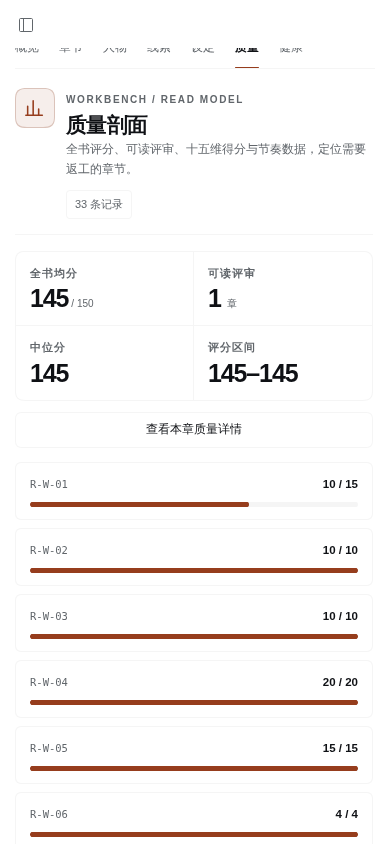 质量
WORKBENCH / READ MODEL
质量剖面
全书评分、可读评审、十五维得分与节奏数据，定位需要
返工的章节。
33 条记录
全书均分
145 / 150
可读评审
1 章
中位分
145
评分区间
145–145
查看本章质量详情
R-W-01 10 / 15
R-W-02 10 / 10
R-W-03 10 / 10
R-W-04 20 / 20
R-W-05 15 / 15
R-W-06 4 / 4